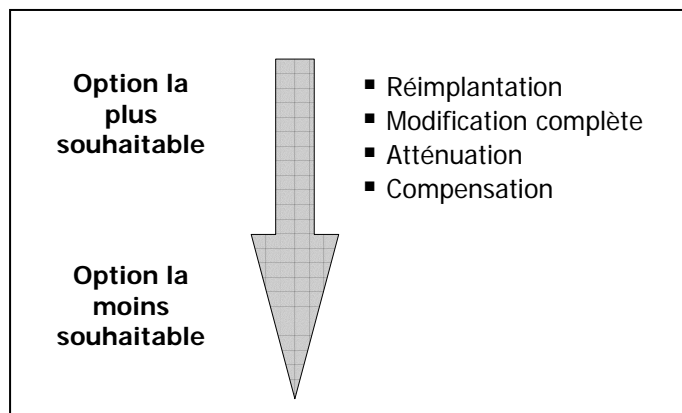 Option la
plus
souhaitable
▪ Réimplantation
▪ Modification complète
▪ Atténuation
▪ Compensation
Option la
moins
souhaitable